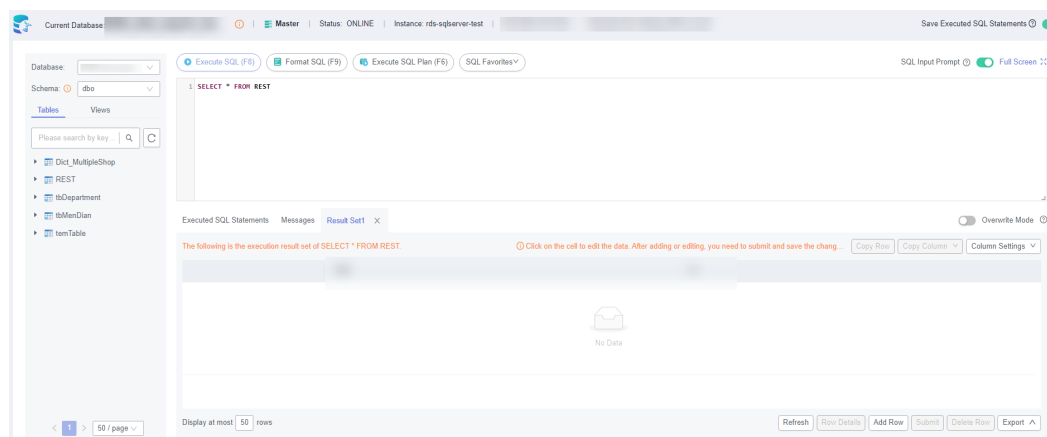 Current Database: Master | Status: ONLINE | Instance: rds-sqlserver-test | Save Executed SQL Statements
Database:
Schema: dbo
Tables Views
Please search by key...
Dict_MultipleShop
REST
tbDepartment
tbMenDian
temTable
< 1 > 50 / page
Execute SQL (F8) Format SQL (F9) Execute SQL Plan (F6) SQL Favorites SQL Input Prompt Full Screen
1 SELECT * FROM REST
Executed SQL Statements Messages Result Set1 X Overwrite Mode
The following is the execution result set of SELECT * FROM REST. Click on the cell to edit the data. After adding or editing, you need to submit and save the chang... Copy Row Copy Column Column Settings
No Data
Display at most 50 rows Refresh Row Details Add Row Submit Delete Row Export